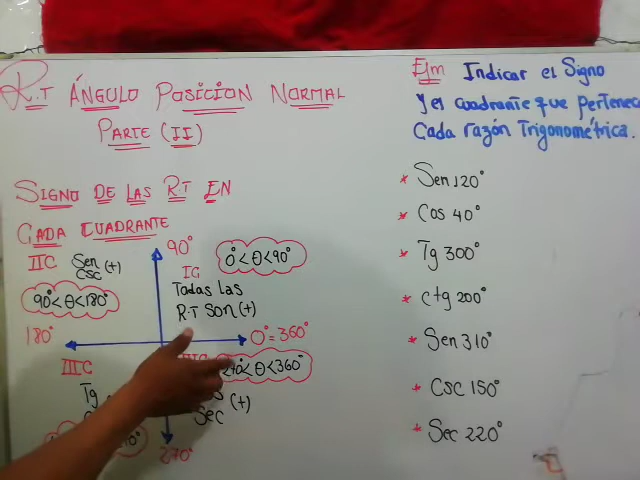 R.T ÁNGULO POSICION NORMAL
PARTE (II)
SIGNO DE LAS R.T EN
CADA CUADRANTE
90°
IIC Sen (+)
CSC
90°< θ <180°
IC 0°< θ <90°
Todas las
R.T SON (+)
180°
0° = 360°
IIIC
Tg
<360°
Sec (+)
270°
Ejm Indicar el Signo
y el cuadrante que pertenec
Cada razón Trigonométrica.
* Sen 120°
* Cos 40°
* Tg 300°
* Ctg 200°
* Sen 310°
* CSC 150°
* Sec 220°